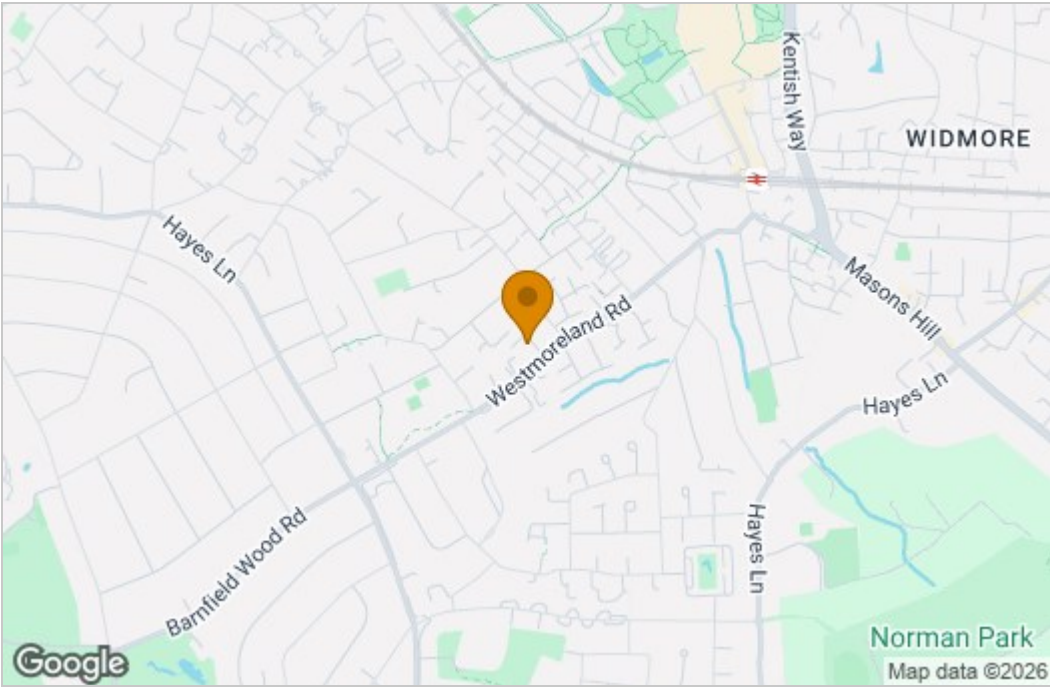 Kentish Way
WIDMORE
Hayes Ln
Masons Hill
Westmoreland Rd
Hayes Ln
Barnfield Wood Rd
Hayes Ln
Norman Park
Google
Map data ©2026